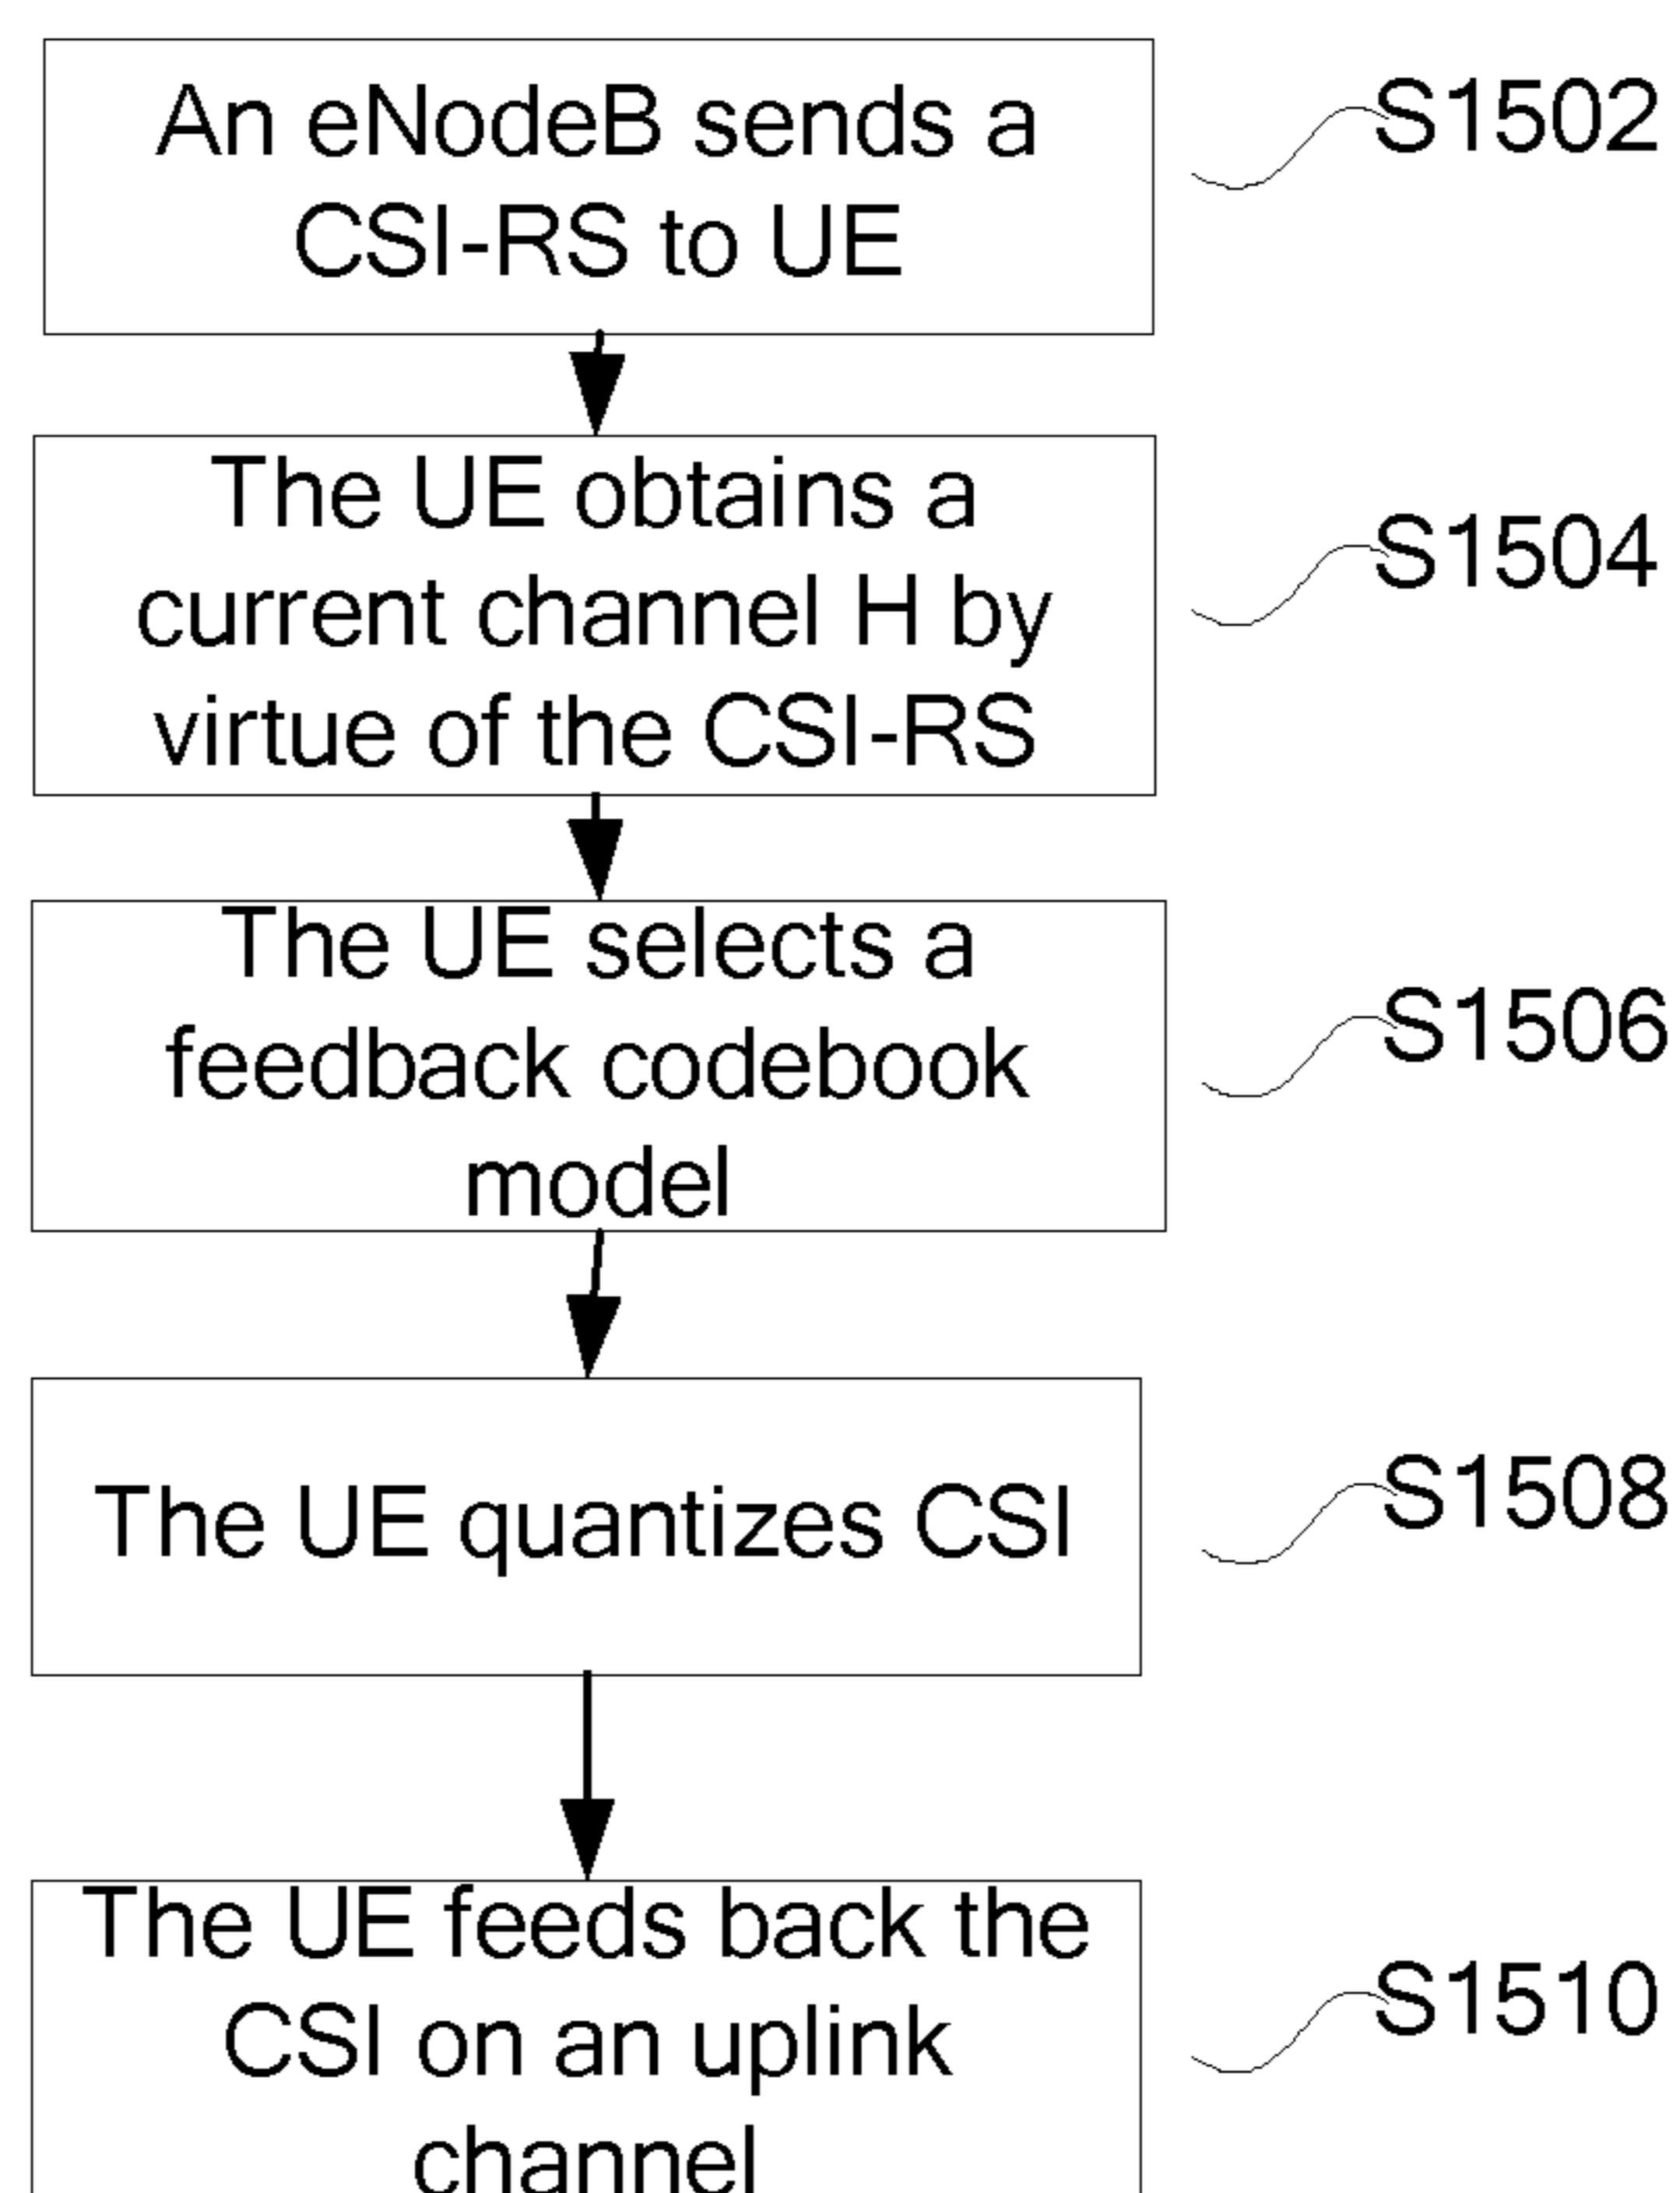 An eNodeB sends a
CSI-RS to UE
S1502
The UE obtains a
current channel H by
virtue of the CSI-RS
S1504
The UE selects a
feedback codebook
model
S1506
The UE quantizes CSI
S1508
The UE feeds back the
CSI on an uplink
channel
S1510